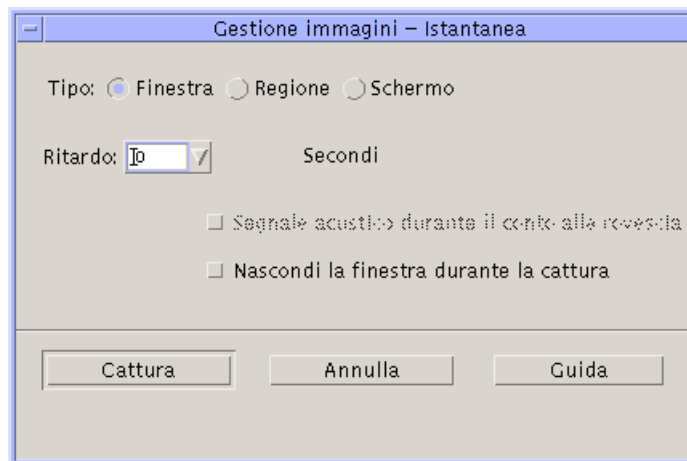 Gestione immagini – Istantanea
Tipo: Finestra Regione Schermo
Ritardo: 0 Secondi
Segnale acustico durante il conto alla rovescia
Nascondi la finestra durante la cattura
Cattura Annulla Guida